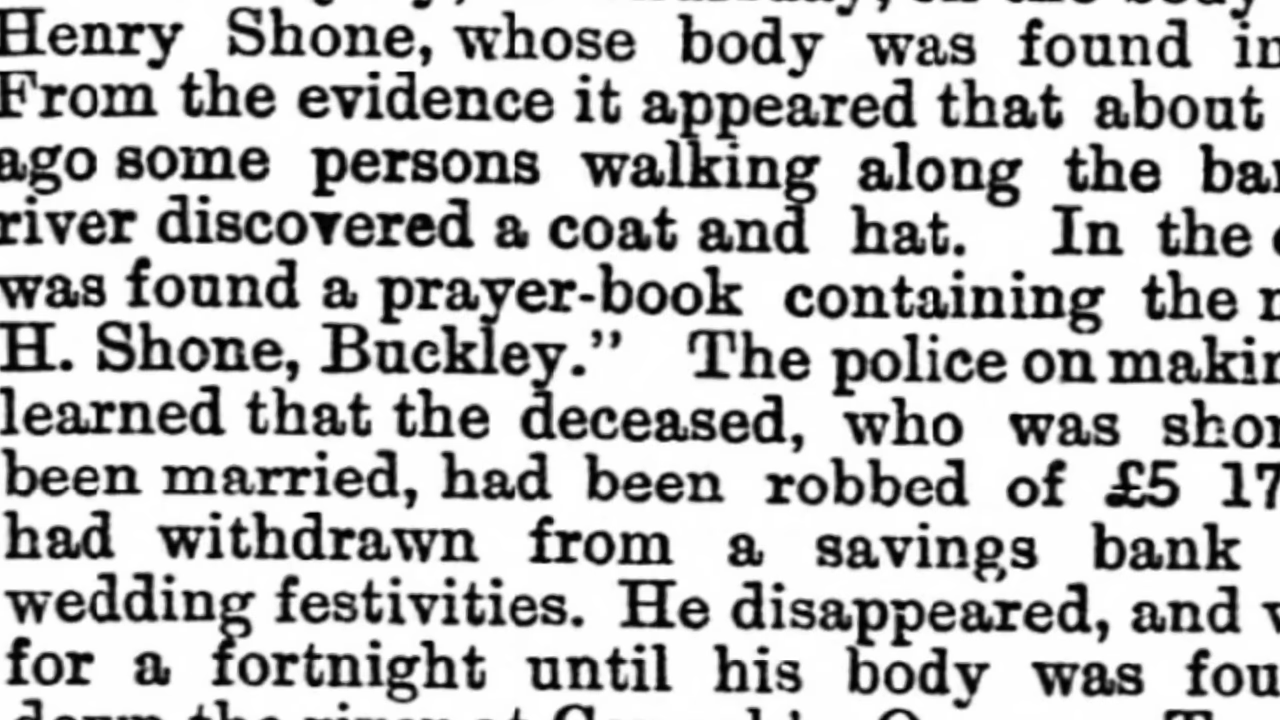 Henry Shone, whose body was found in
From the evidence it appeared that about
ago some persons walking along the
river discovered a coat and hat. In the
was found a prayer-book containing the
H. Shone, Buckley.” The police on
learned that the deceased, who was
been married, had been robbed of £5 17
had withdrawn from a savings bank
wedding festivities. He disappeared, and
for a fortnight until his body was